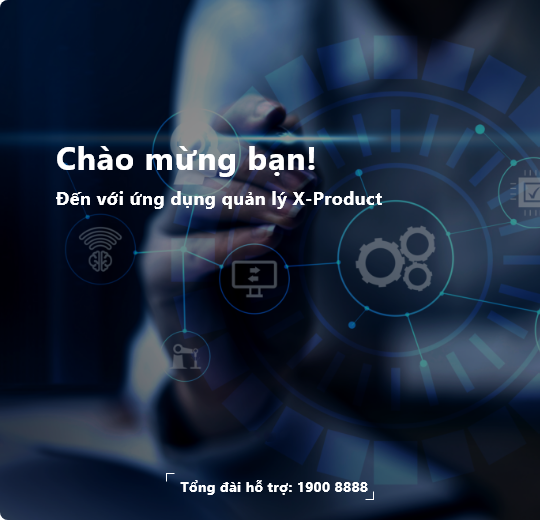 Chào mừng bạn!
Đến với ứng dụng quản lý X-Product
Tổng đài hỗ trợ: 1900 8888